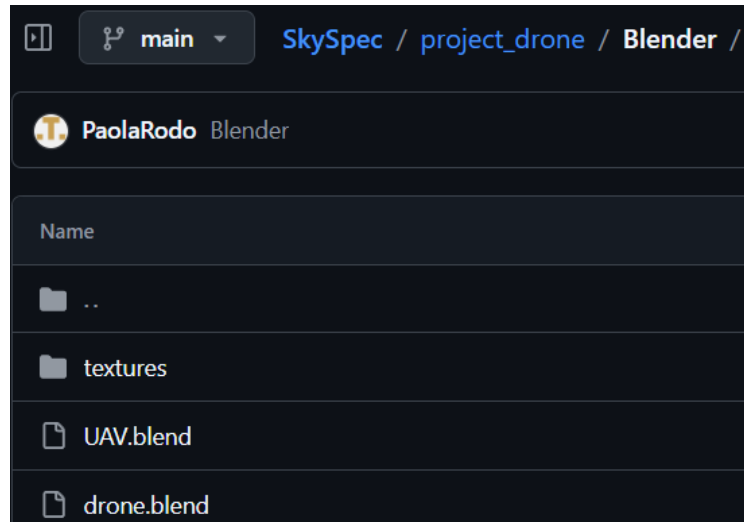 main SkySpec / project_drone / Blender /
PaolaRodo Blender
Name
..
textures
UAV.blend
drone.blend